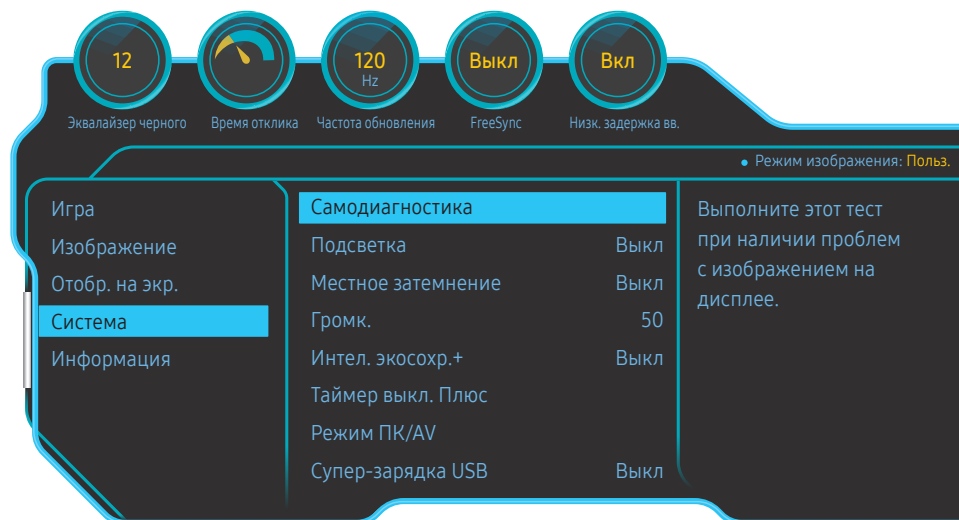 12
120
Hz
Выкл
Вкл
Эквалайзер черного
Время отклика
Частота обновления
FreeSync
Низк. задержка вв.
Режим изображения: Польз.
Игра
Изображение
Отобр. на экр.
Система
Информация
Самодиагностика
Подсветка Выкл
Местное затемнение Выкл
Громк. 50
Интел. экосохр.+ Выкл
Таймер выкл. Плюс
Режим ПК/AV
Супер-зарядка USB Выкл
Выполните этот тест
при наличии проблем
с изображением на
дисплее.